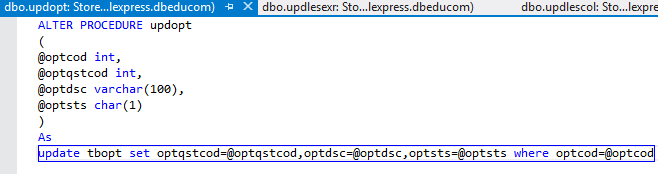 dbo.updopt: Store...lexpress.dbeducom) dbo.updlesexr: Sto...lexpress.dbeducom) dbo.updlescol: Sto...lexpress
ALTER PROCEDURE updopt
(
@optcod int,
@optqstcod int,
@optdsc varchar(100),
@optsts char(1)
)
As
update tbopt set optqstcod=@optqstcod,optdsc=@optdsc,optsts=@optsts where optcod=@optcod